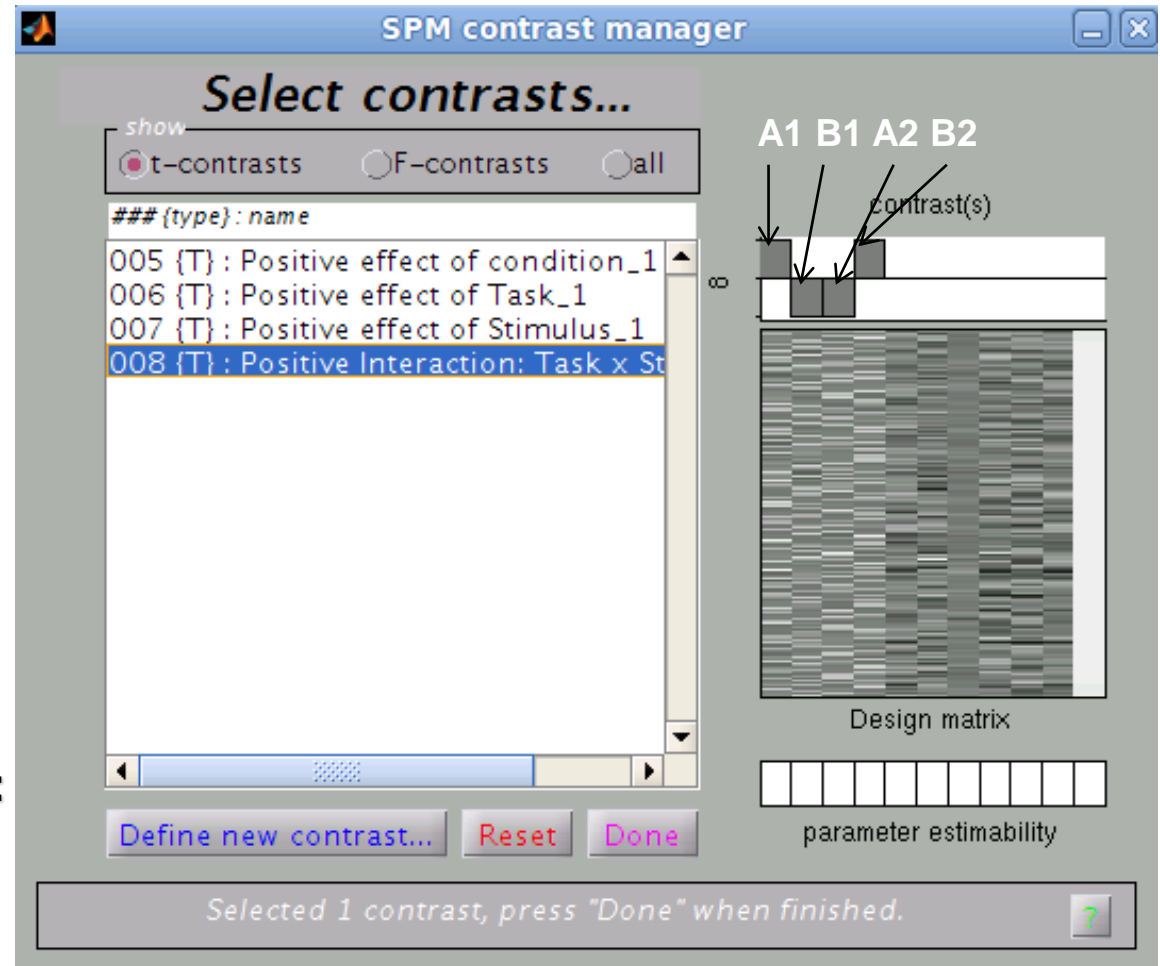 SPM contrast manager
Select contrasts...
show
t-contrasts F-contrasts all
### {type} : name
005 {T} : Positive effect of condition_1
006 {T} : Positive effect of Task_1
007 {T} : Positive effect of Stimulus_1
008 {T} : Positive Interaction: Task x St
Define new contrast... Reset Done
A1 B1 A2 B2
contrast(s)
8
Design matrix
parameter estimability
Selected 1 contrast, press "Done" when finished.
?